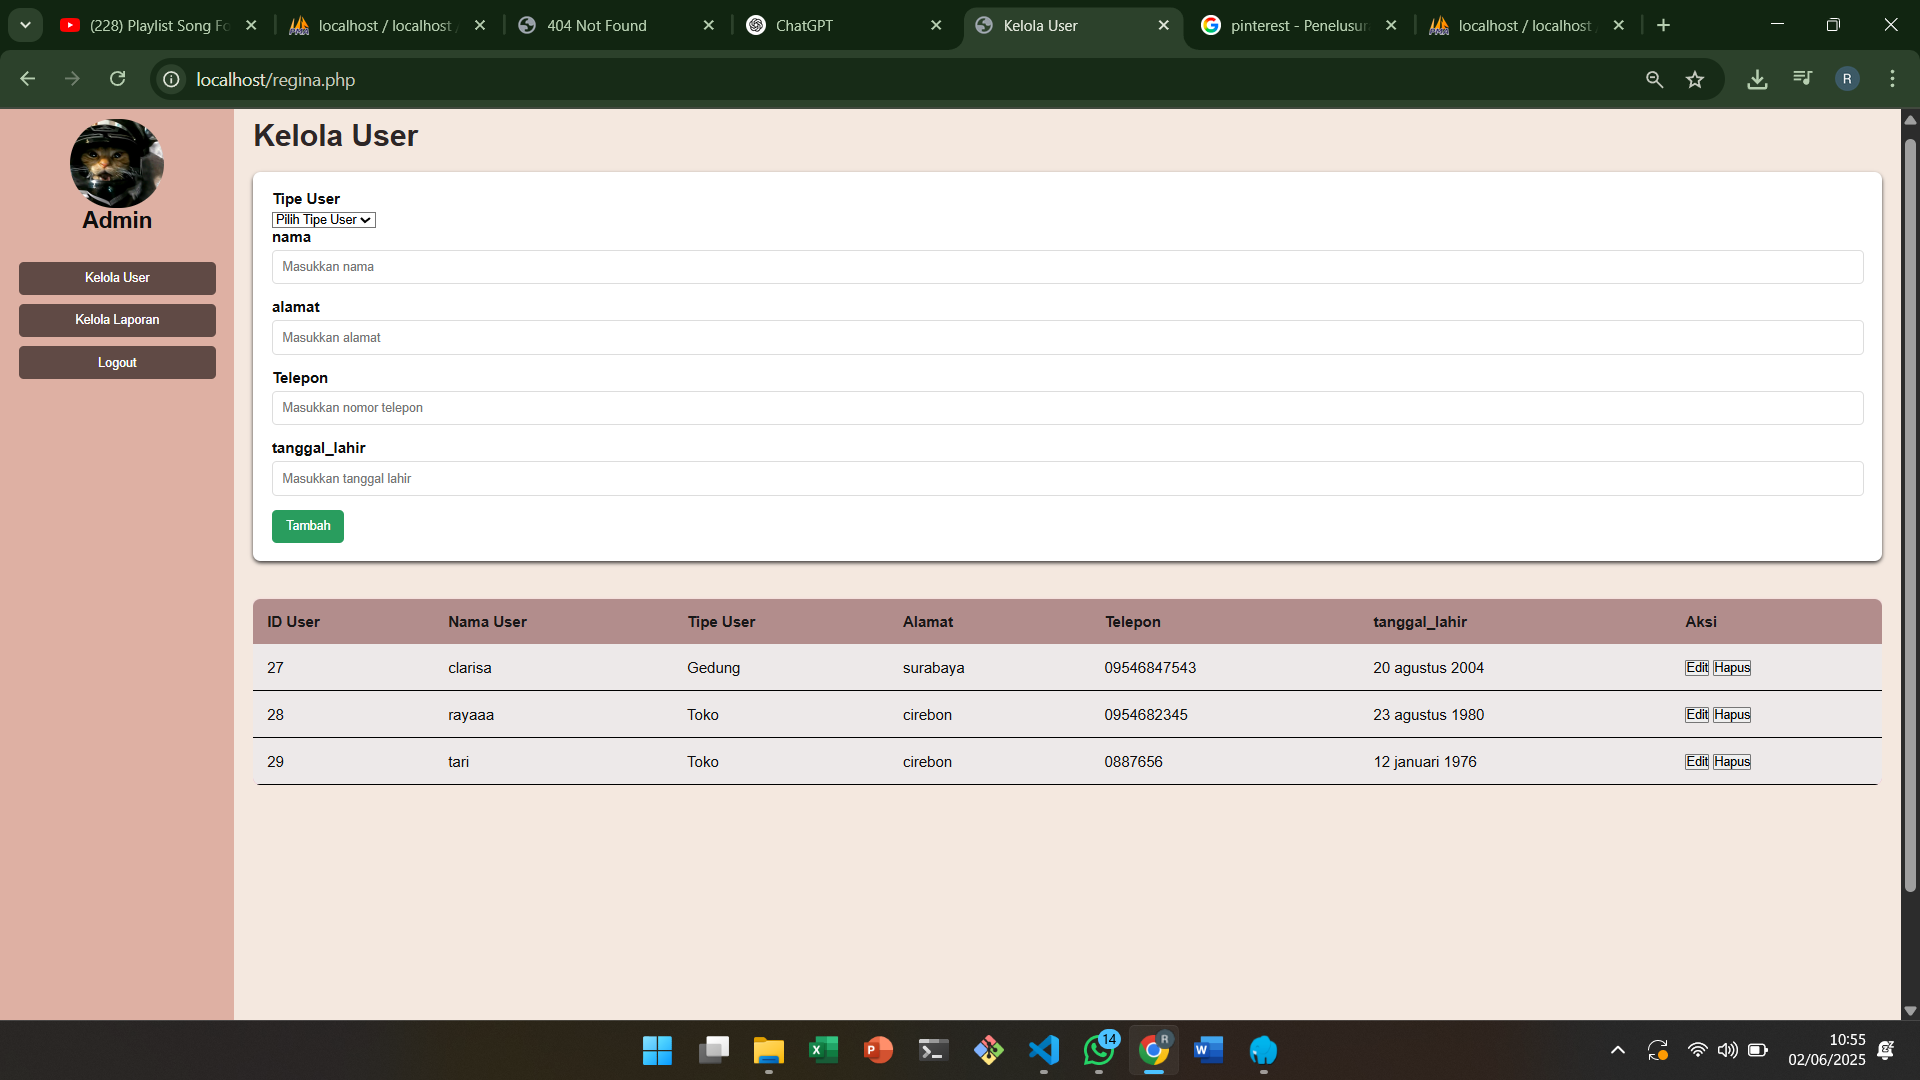 (228) Playlist Song Fo
localhost / localhost /
404 Not Found
ChatGPT
Kelola User
pinterest - Penelusura
localhost / localhost /
localhost/regina.php
R
Admin
Kelola User
Kelola Laporan
Logout
Kelola User
Tipe User
Pilih Tipe User
nama
Masukkan nama
alamat
Masukkan alamat
Telepon
Masukkan nomor telepon
tanggal_lahir
Masukkan tanggal lahir
Tambah
ID User Nama User Tipe User Alamat Telepon tanggal_lahir Aksi
27 clarisa Gedung surabaya 09546847543 20 agustus 2004 Edit Hapus
28 rayaaa Toko cirebon 0954682345 23 agustus 1980 Edit Hapus
29 tari Toko cirebon 0887656 12 januari 1976 Edit Hapus
14
R
10:55
02/06/2025